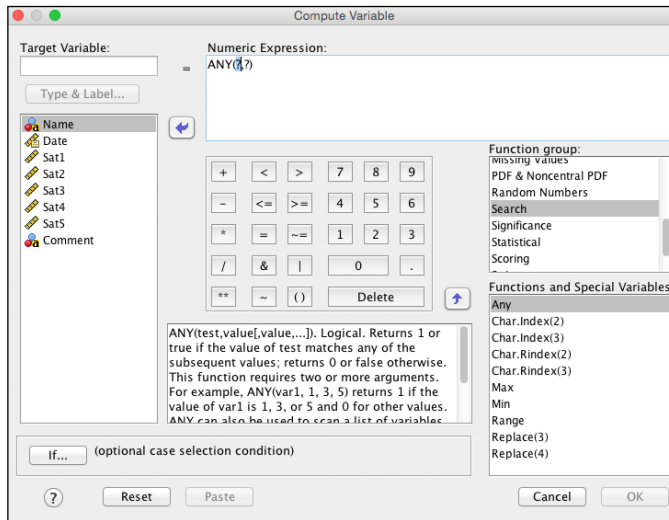 Compute Variable
Target Variable:
=
Type & Label...
Name
Date
Sat1
Sat2
Sat3
Sat4
Sat5
Comment
Numeric Expression:
ANY(?,?)
+ < > 7 8 9
- <= >= 4 5 6
* = ~= 1 2 3
/ & | 0 .
** ~ () Delete
ANY(test,value[,value,...]). Logical. Returns 1 or
true if the value of test matches any of the
subsequent values; returns 0 or false otherwise.
This function requires two or more arguments.
For example, ANY(var1, 1, 3, 5) returns 1 if the
value of var1 is 1, 3, or 5 and 0 for other values.
ANY can also be used to scan a list of variables
Function group:
Missing Values
PDF & Noncentral PDF
Random Numbers
Search
Significance
Statistical
Scoring
Functions and Special Variables
Any
Char.Index(2)
Char.Index(3)
Char.Rindex(2)
Char.Rindex(3)
Max
Min
Range
Replace(3)
Replace(4)
If... (optional case selection condition)
? Reset Paste Cancel OK